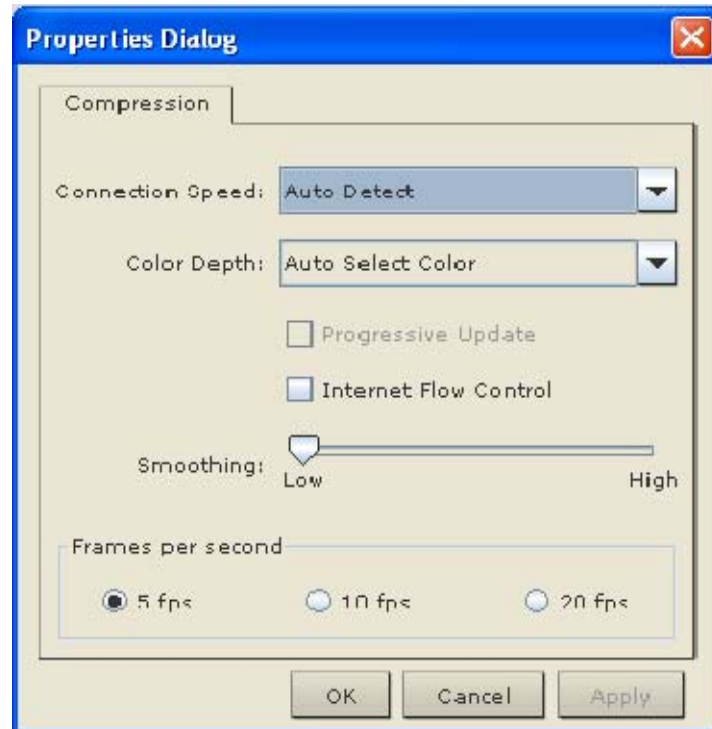 Properties Dialog
Compression
Connection Speed: Auto Detect
Color Depth: Auto Select Color
Progressive Update
Internet Flow Control
Smoothing:
Low High
Frames per second
5 fps 10 fps 20 fps
OK Cancel Apply